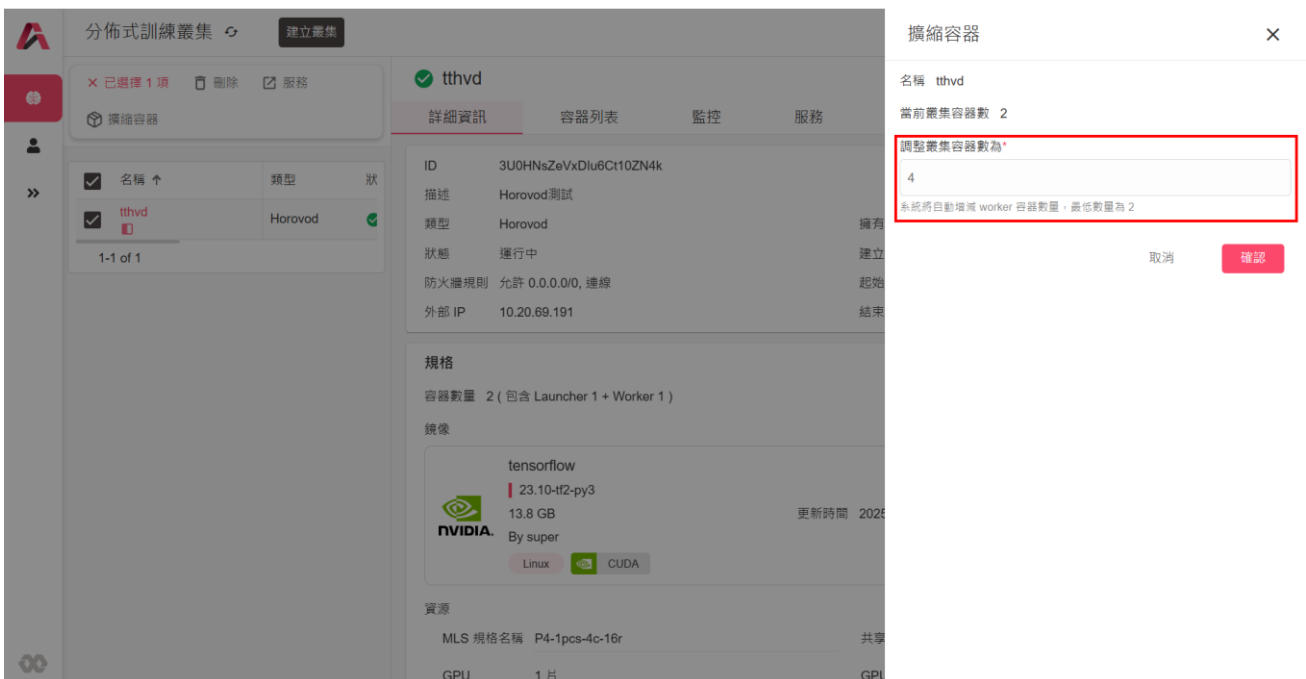 分佈式訓練叢集
建立叢集
已選擇 1 項
刪除
服務
擴縮容器
名稱
類型
狀
tthvd
Horovod
1-1 of 1
tthvd
詳細資訊
容器列表
監控
服務
ID 3U0HNsZeVxDlu6Ct10ZN4k
描述 Horovod測試
類型 Horovod
擁有
狀態 運行中
建立
防火牆規則 允許 0.0.0.0/0, 連線
起始
外部 IP 10.20.69.191
結束
規格
容器數量 2 ( 包含 Launcher 1 + Worker 1 )
鏡像
tensorflow
23.10-tf2-py3
13.8 GB
更新時間 2025
By super
Linux
CUDA
NVIDIA.
資源
MLS 規格名稱 P4-1pcs-4c-16r
共享
GPU 1 片
GPU
擴縮容器
名稱 tthvd
當前叢集容器數 2
調整叢集容器數為*
4
系統將自動增減 worker 容器數量，最低數量為 2
取消
確認